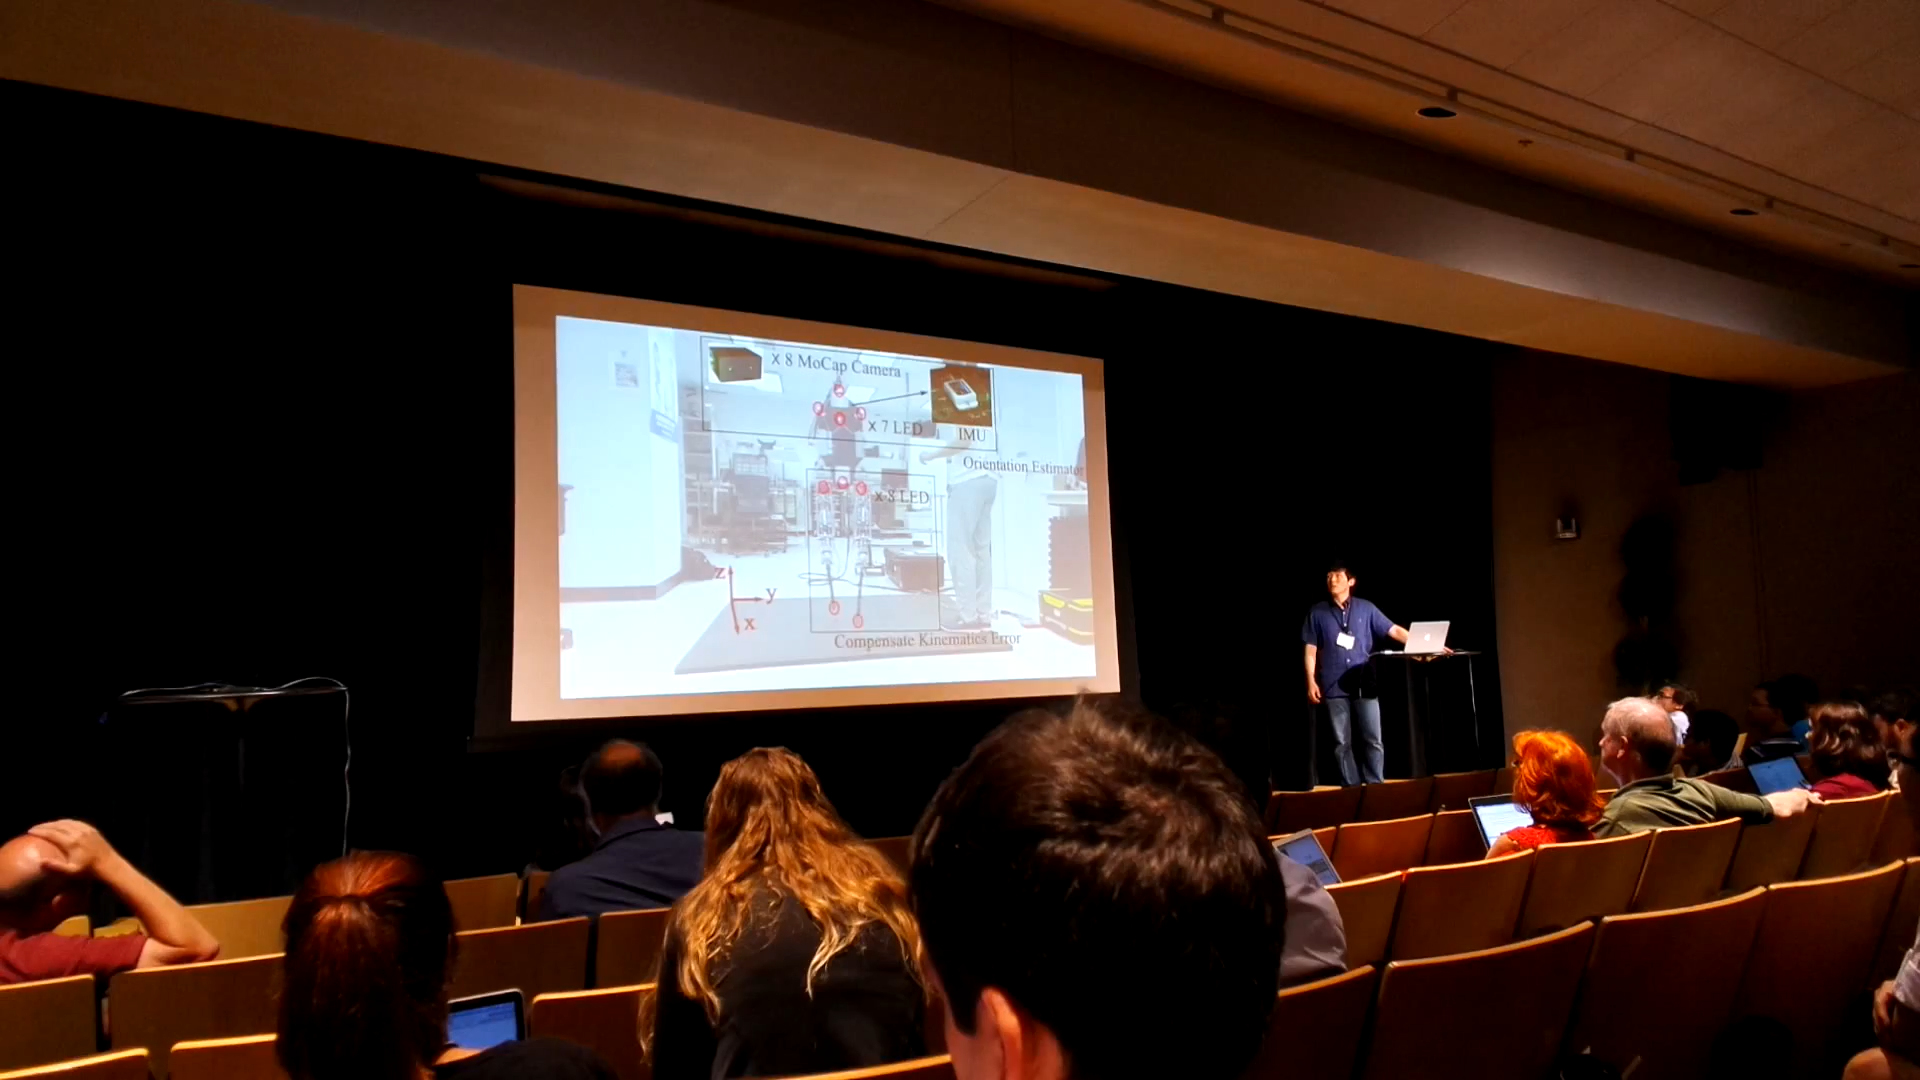 x 8 MoCap Camera
x 7 LED
IMU
Orientation Estimator
x 8 LED
z
y
x
Compensate Kinematics Error